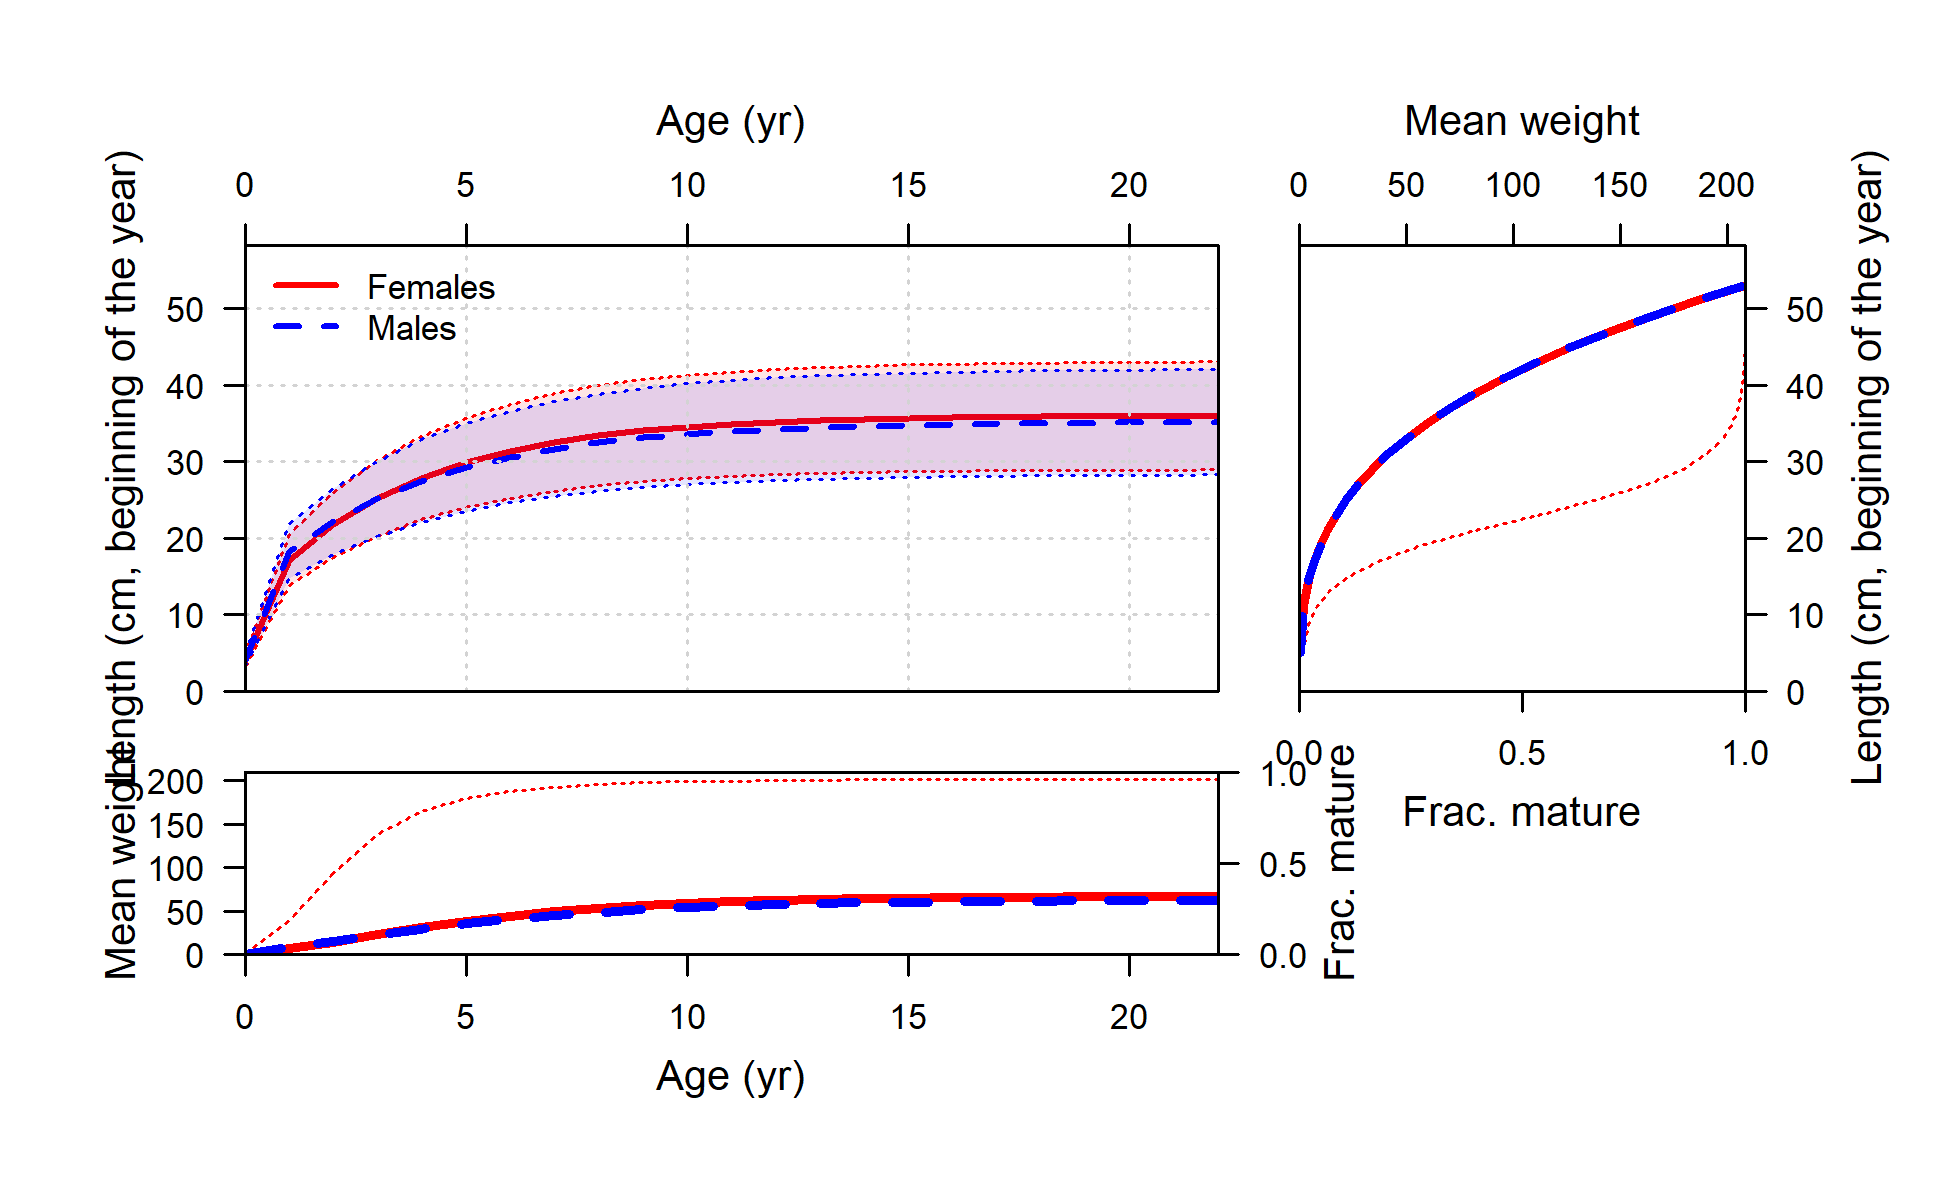 Age (yr)
0 5 10 15 20
Length (cm, beginning of the year)
50
40
30
20
10
0
Females
Males
Mean weight
0 50 100 150 200
50
40
30
20
10
0
Length (cm, beginning of the year)
0.0 0.5 1.0
Frac. mature
Mean weight
200
150
100
50
0
1.0
0.5
0.0
Frac. mature
0 5 10 15 20
Age (yr)